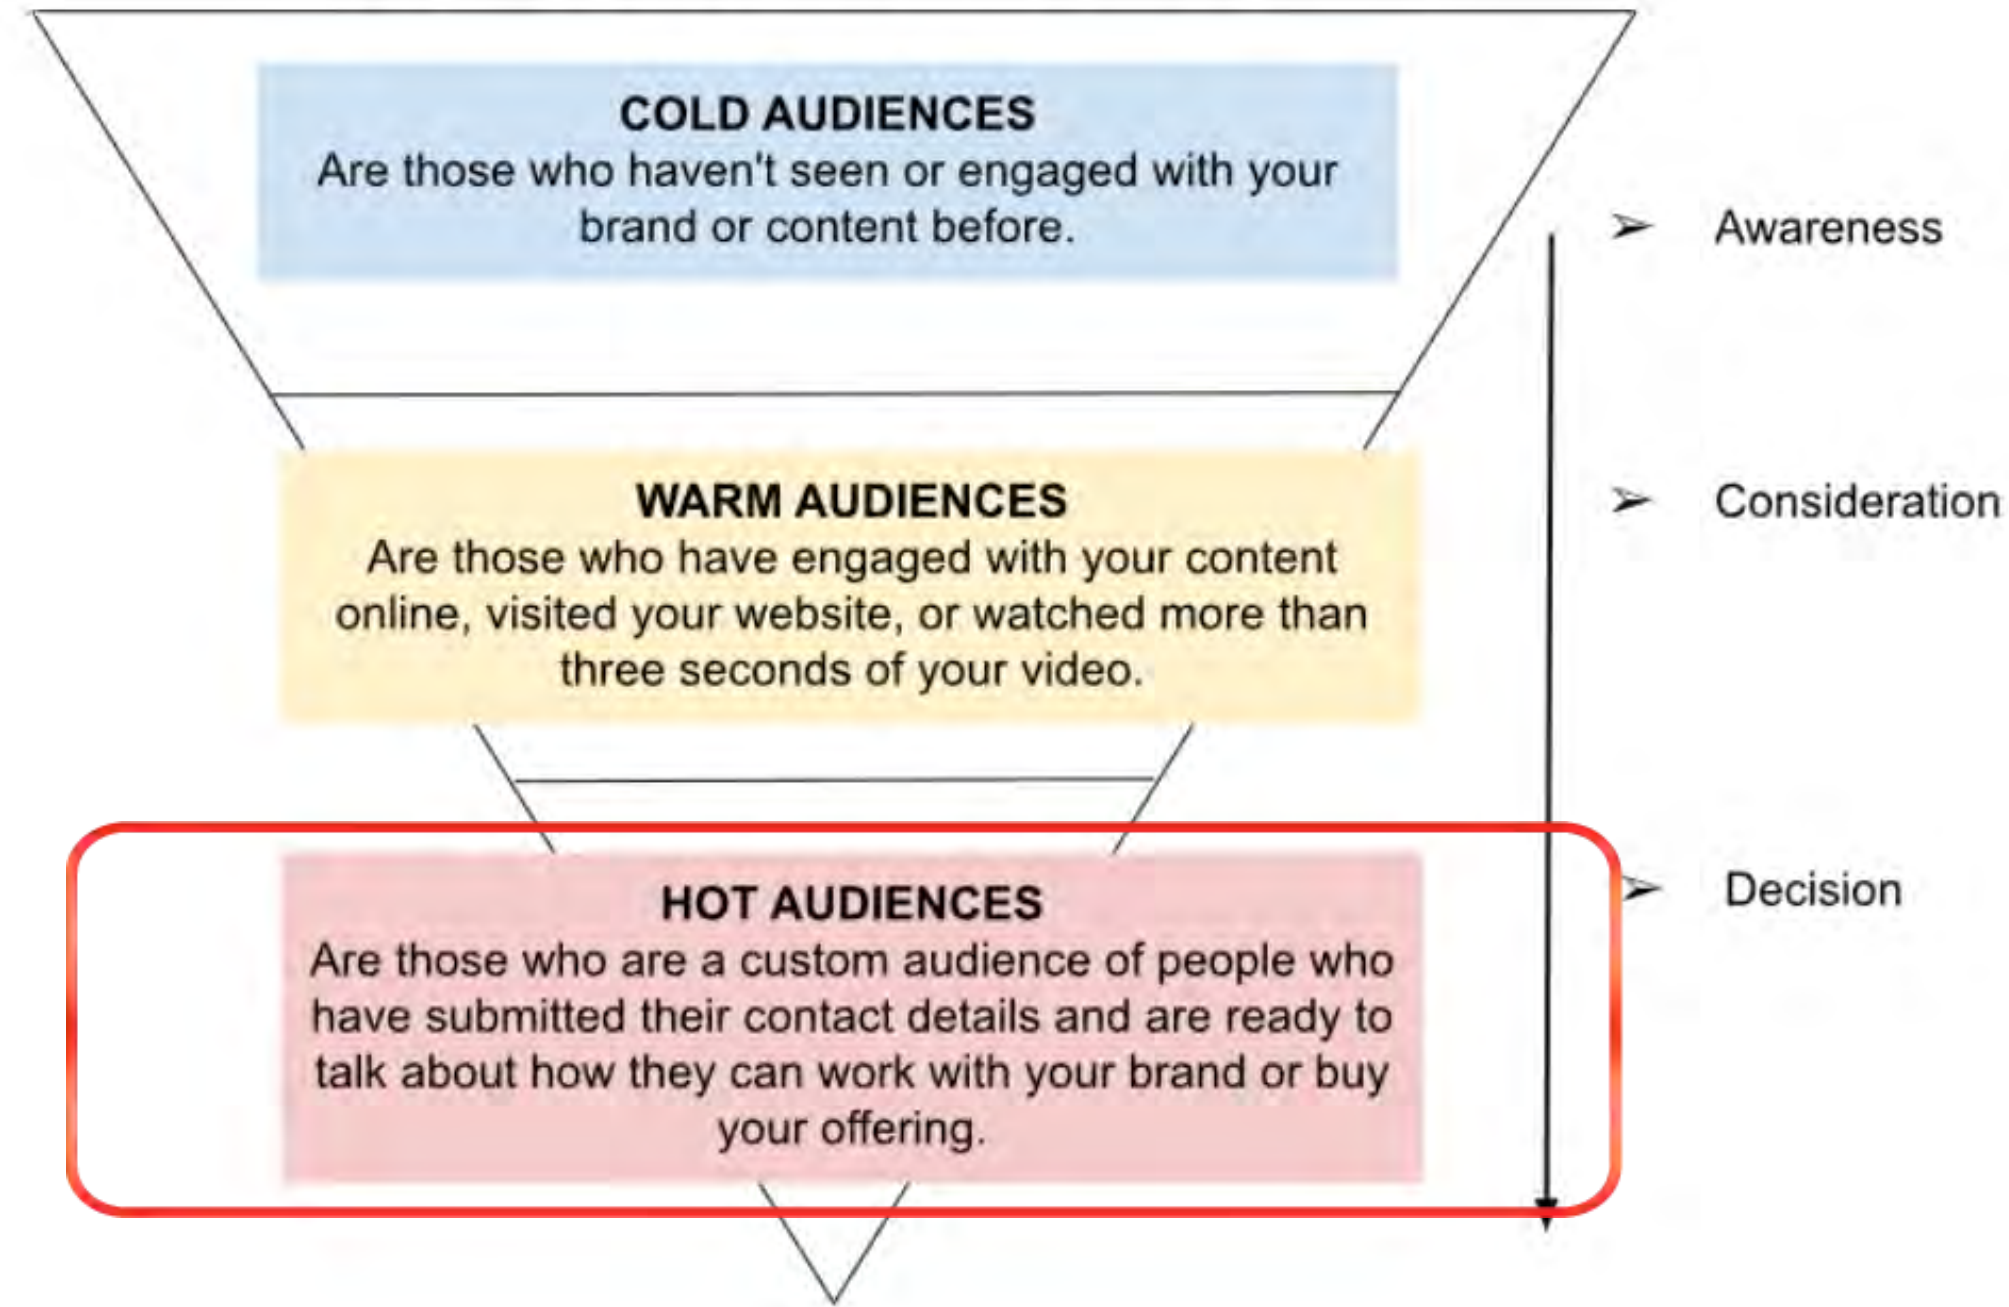 COLD AUDIENCES
Are those who haven't seen or engaged with your
brand or content before.
Awareness
WARM AUDIENCES
Are those who have engaged with your content
online, visited your website, or watched more than
three seconds of your video.
Consideration
HOT AUDIENCES
Are those who are a custom audience of people who
have submitted their contact details and are ready to
talk about how they can work with your brand or buy
your offering.
Decision